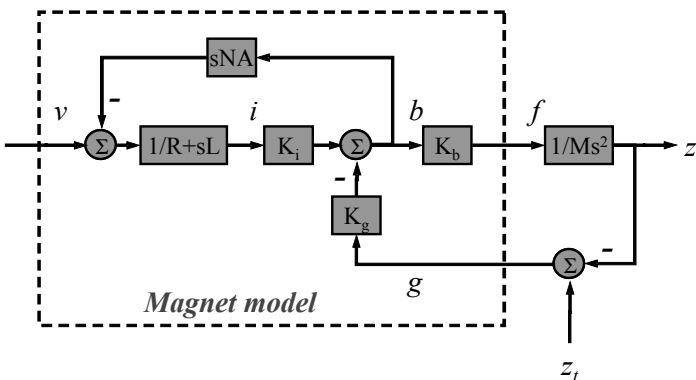 sNA
-
v
i
b
f
Σ
1/R+sL
K_i
Σ
K_b
1/Ms²
z
-
K_g
-
Σ
g
Magnet model
z_t